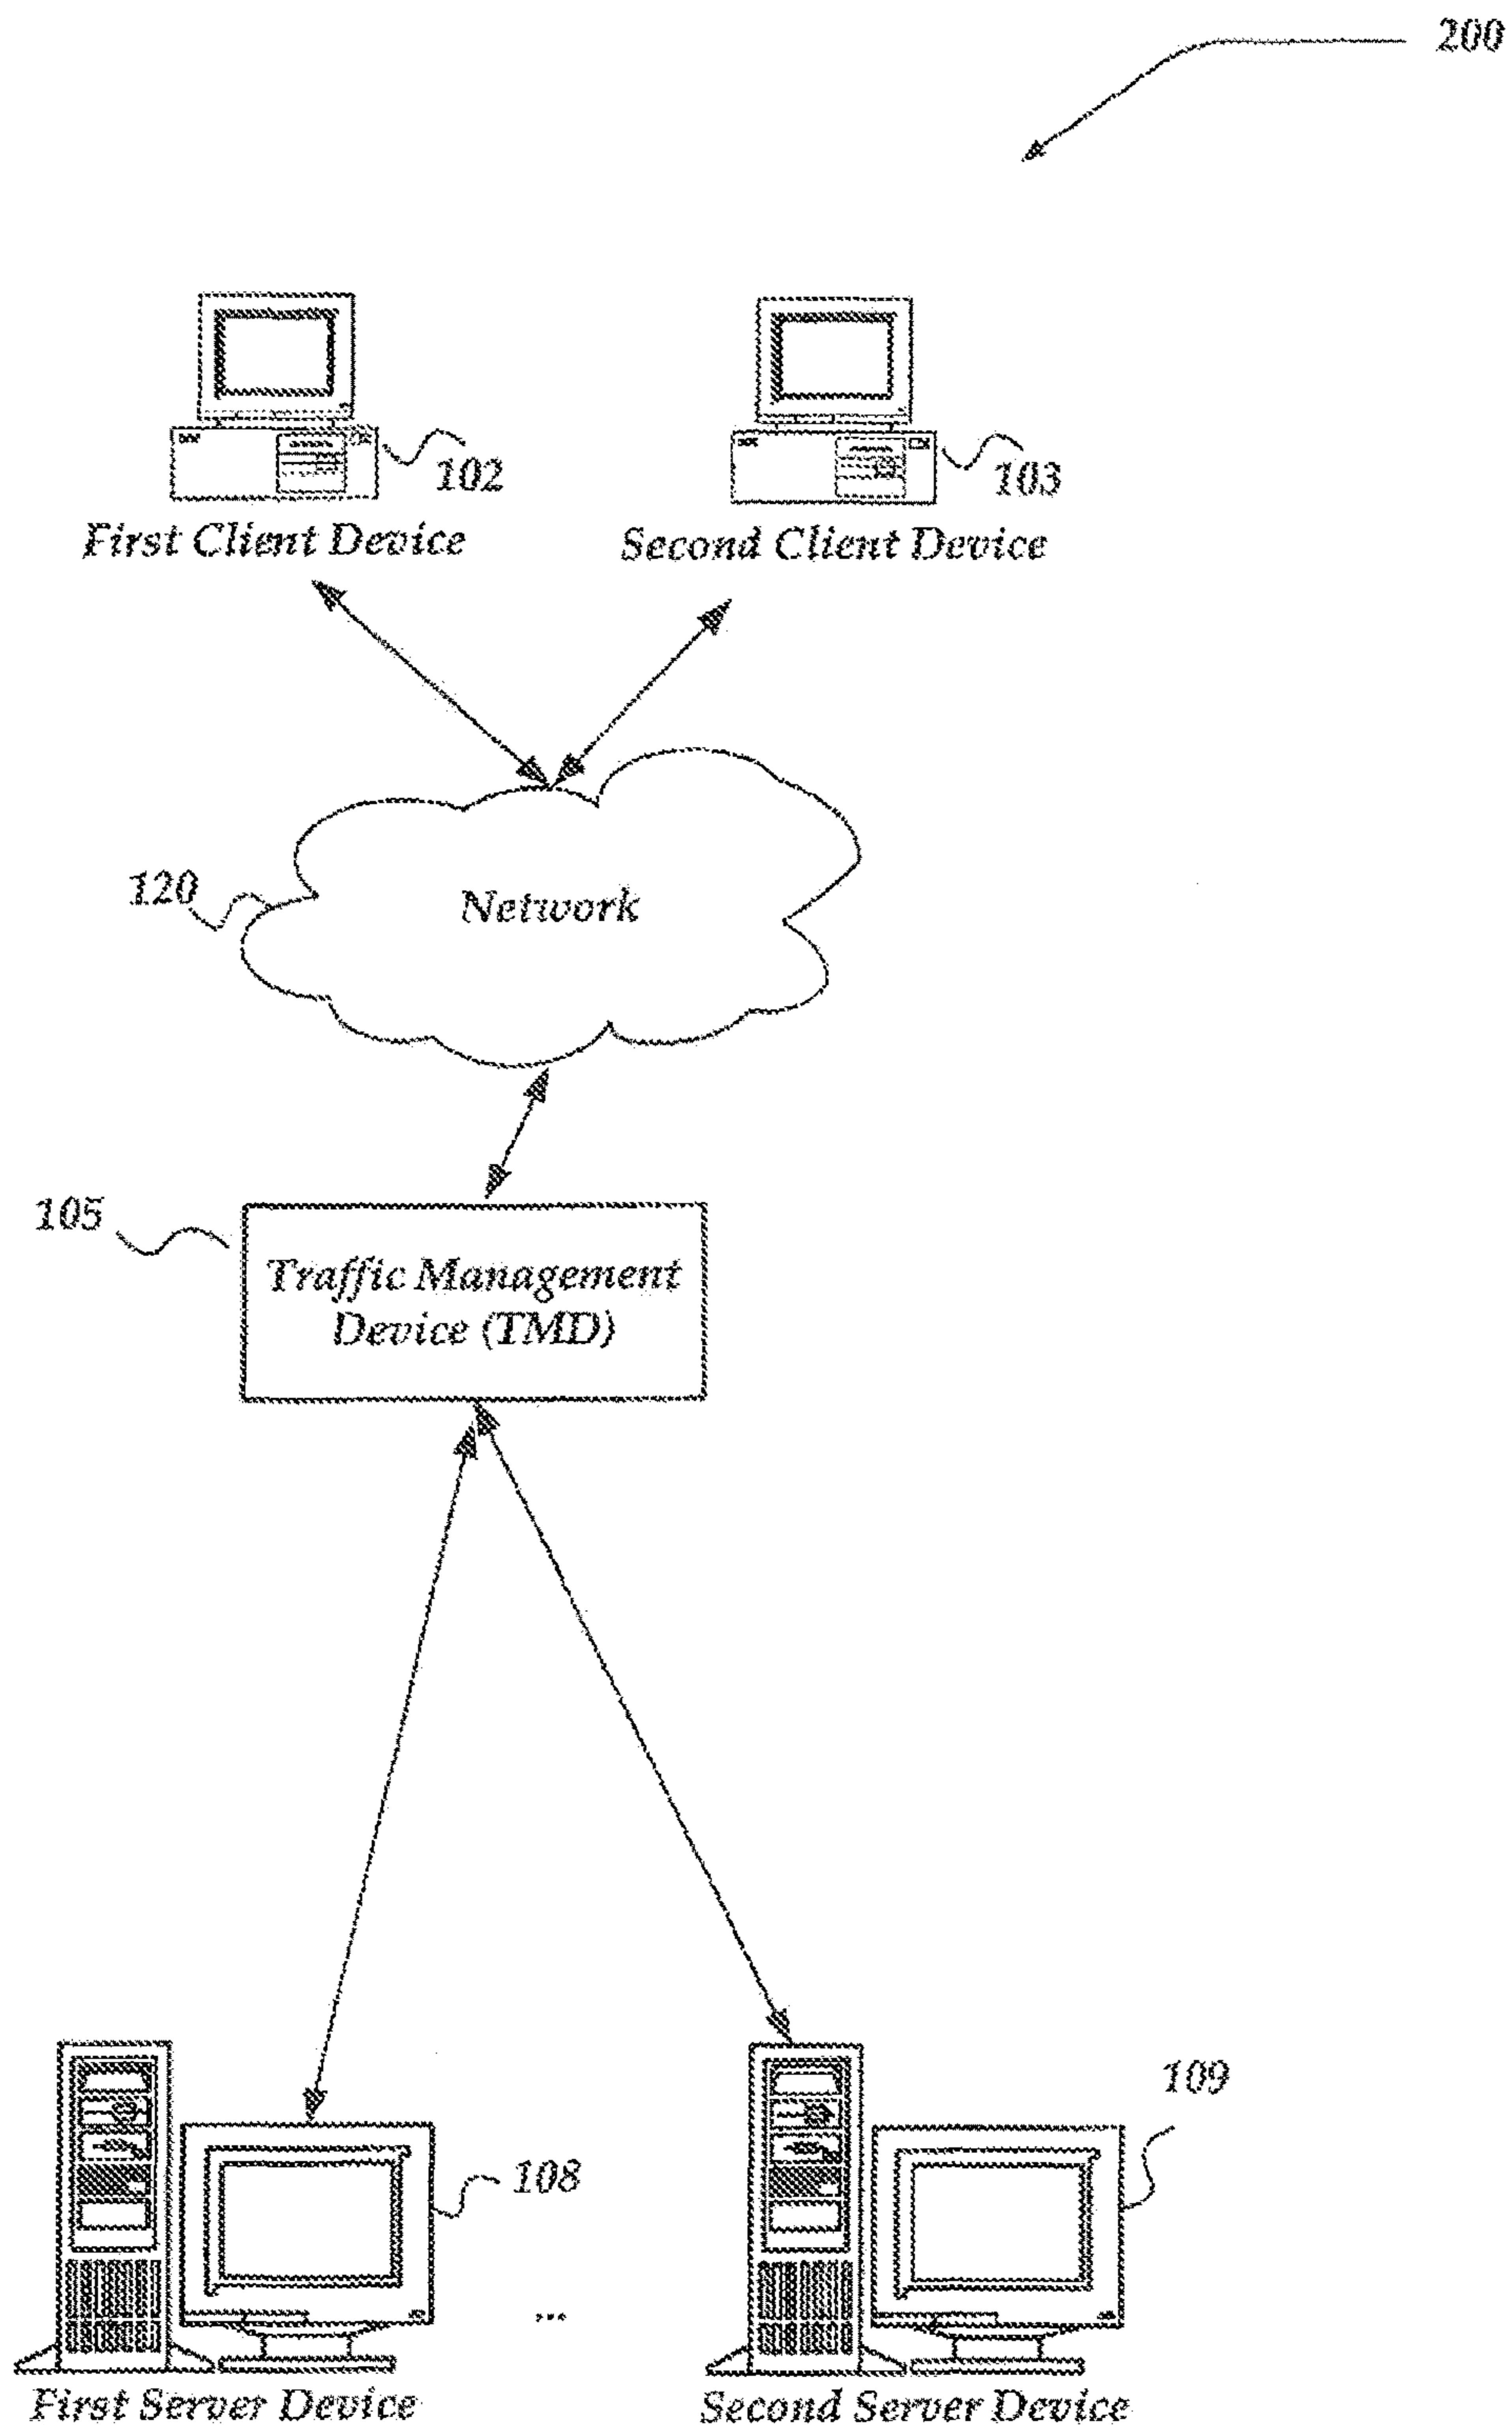 200
102
103
First Client Device
Second Client Device
120
Network
105
Traffic Management
Device (TMD)
109
108
...
First Server Device
Second Server Device